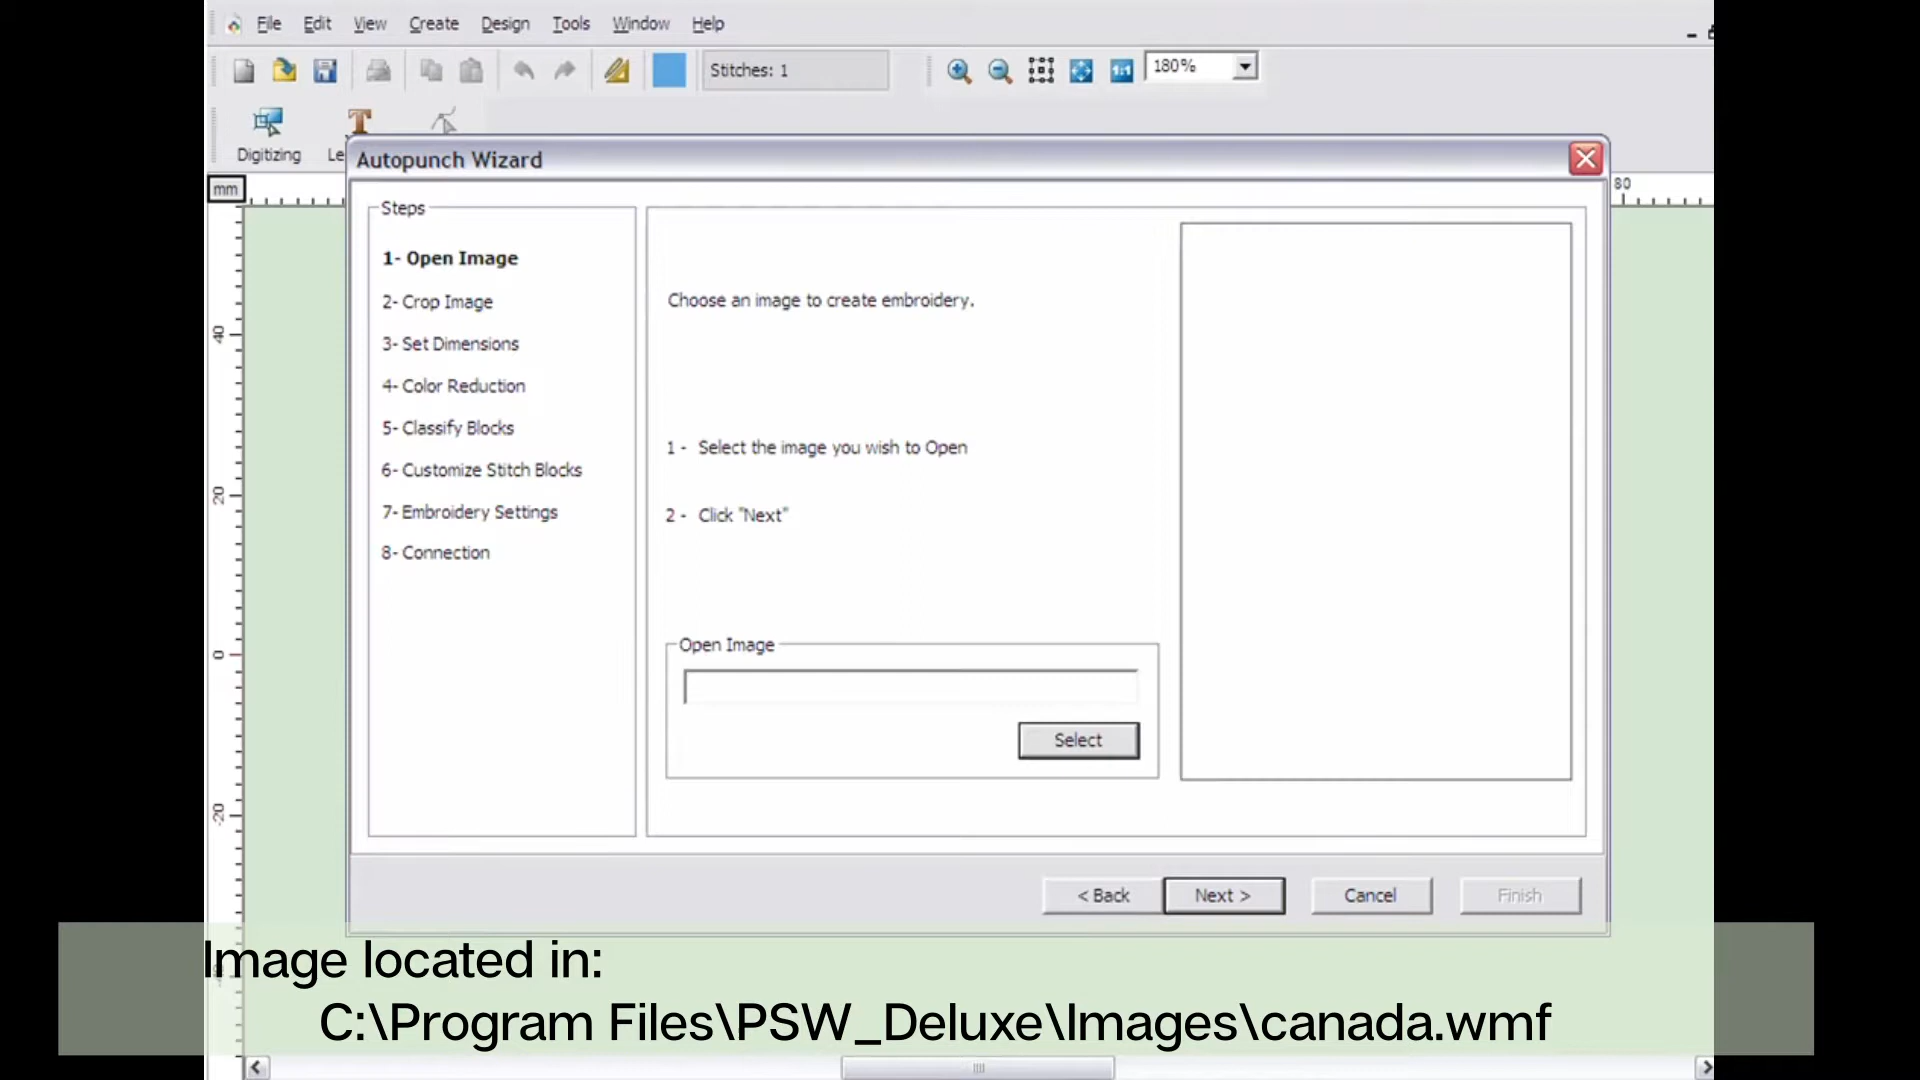 File Edit View Create Design Tools Window Help
Stitches: 1
1:1
180%
Digitizing Le
Autopunch Wizard
mm
80
Steps
1- Open Image
2- Crop Image
3- Set Dimensions
4- Color Reduction
5- Classify Blocks
6- Customize Stitch Blocks
7- Embroidery Settings
8- Connection
Choose an image to create embroidery.
1 - Select the image you wish to Open
2 - Click "Next"
Open Image
Select
< Back Next > Cancel Finish
40
20
0
-20
Image located in:
C:\Program Files\PSW_Deluxe\Images\canada.wmf